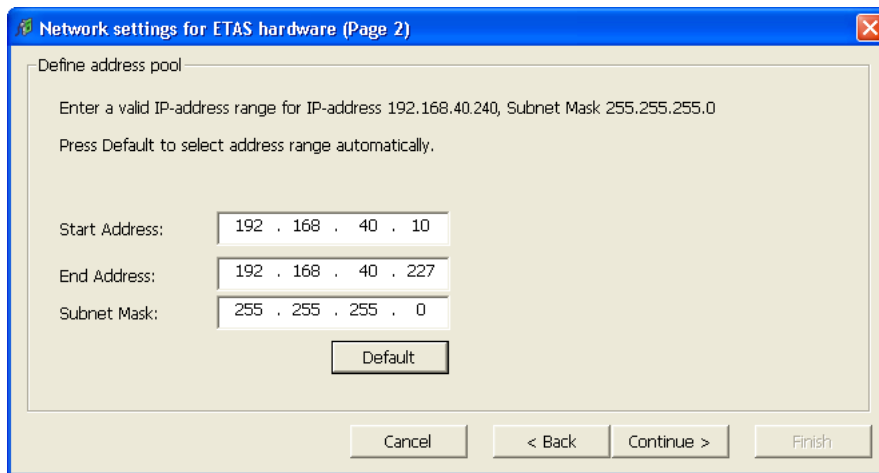 Network settings for ETAS hardware (Page 2)
Define address pool
Enter a valid IP-address range for IP-address 192.168.40.240, Subnet Mask 255.255.255.0
Press Default to select address range automatically.
Start Address: 192 . 168 . 40 . 10
End Address: 192 . 168 . 40 . 227
Subnet Mask: 255 . 255 . 255 . 0
Default
Cancel < Back Continue > Finish